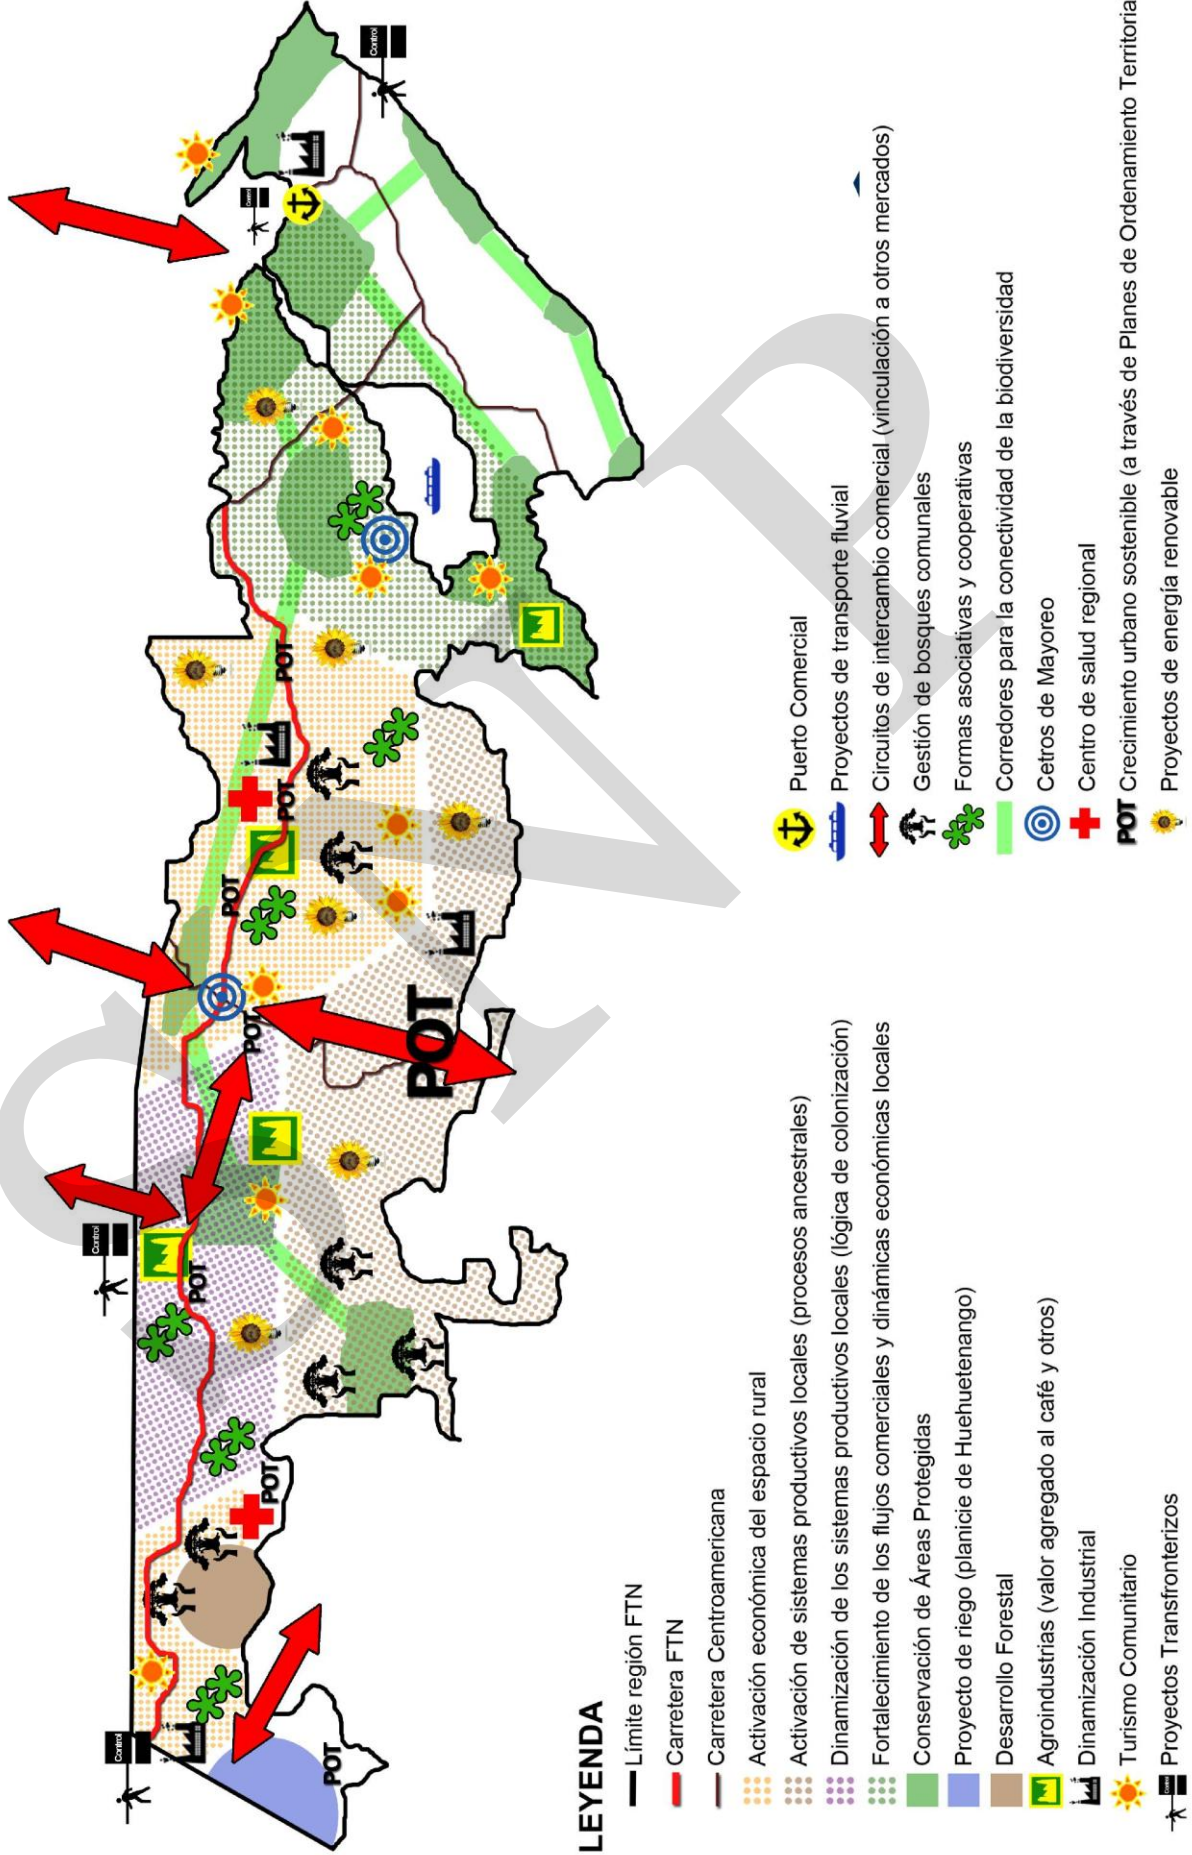 Control
Control
Control
Control
POT
POT
POT
POT
POT
POT
POT
POT
LEYENDA
Límite región FTN
Carretera FTN
Carretera Centroamericana
Activación económica del espacio rural
Activación de sistemas productivos locales (procesos ancestrales)
Dinamización de los sistemas productivos locales (lógica de colonización)
Fortalecimiento de los flujos comerciales y dinámicas económicas locales
Conservación de Áreas Protegidas
Proyecto de riego (planicie de Huehuetenango)
Desarrollo Forestal
Agroindustrias (valor agregado al café y otros)
Dinamización Industrial
Turismo Comunitario
Control Proyectos Transfronterizos
Puerto Comercial
Proyectos de transporte fluvial
Circuitos de intercambio comercial (vinculación a otros mercados)
Gestión de bosques comunales
Formas asociativas y cooperativas
Corredores para la conectividad de la biodiversidad
Cetros de Mayoreo
Centro de salud regional
POT Crecimiento urbano sostenible (a través de Planes de Ordenamiento Territoria
Proyectos de energía renovable